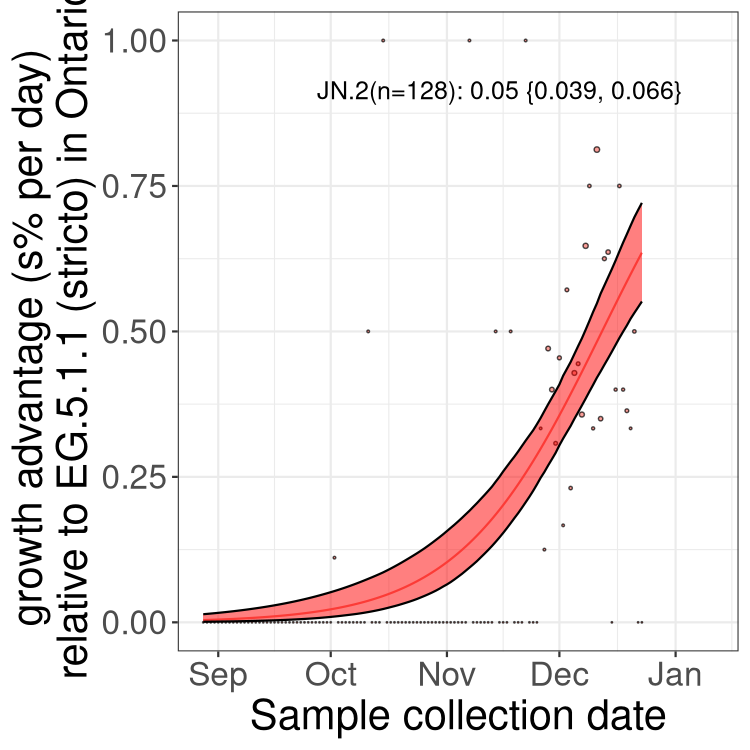 growth advantage (s% per day)
relative to EG.5.1.1 (stricto) in Ontario
1.00
0.75
0.50
0.25
0.00
JN.2(n=128): 0.05 {0.039, 0.066}
Sep Oct Nov Dec Jan
Sample collection date